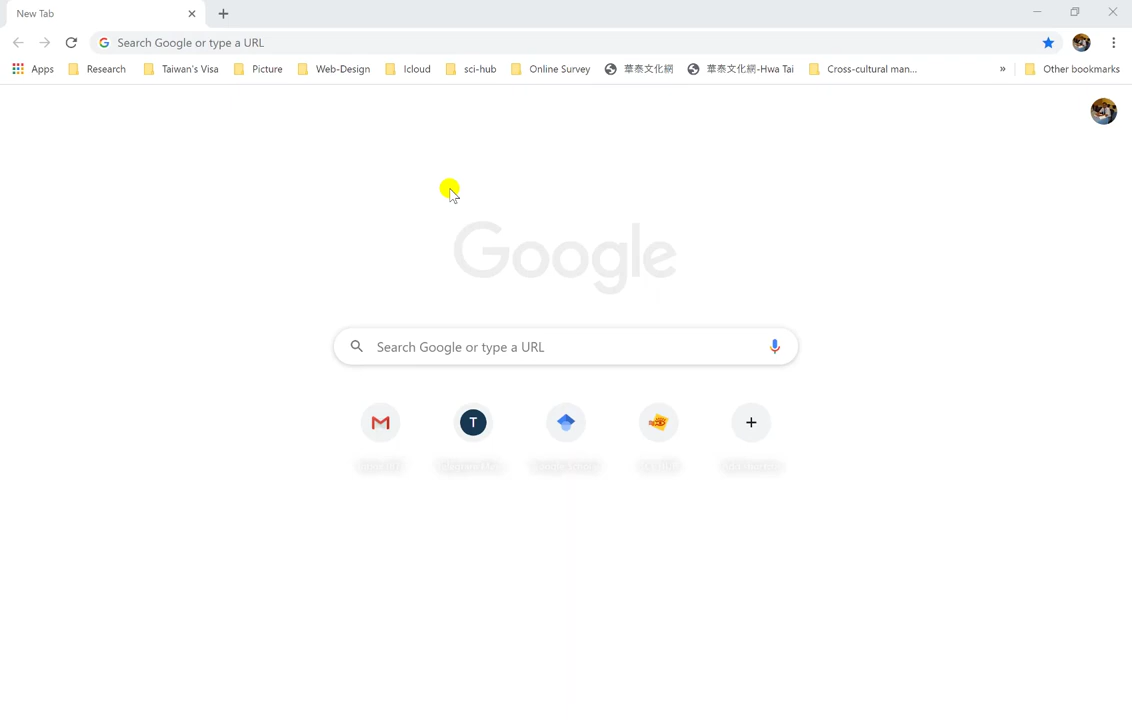 New Tab
Search Google or type a URL
Apps Research Taiwan's Visa Picture Web-Design Icloud sci-hub Online Survey 華泰文化網 華泰文化網-Hwa Tai Cross-cultural man... » Other bookmarks
Google
Search Google or type a URL
T